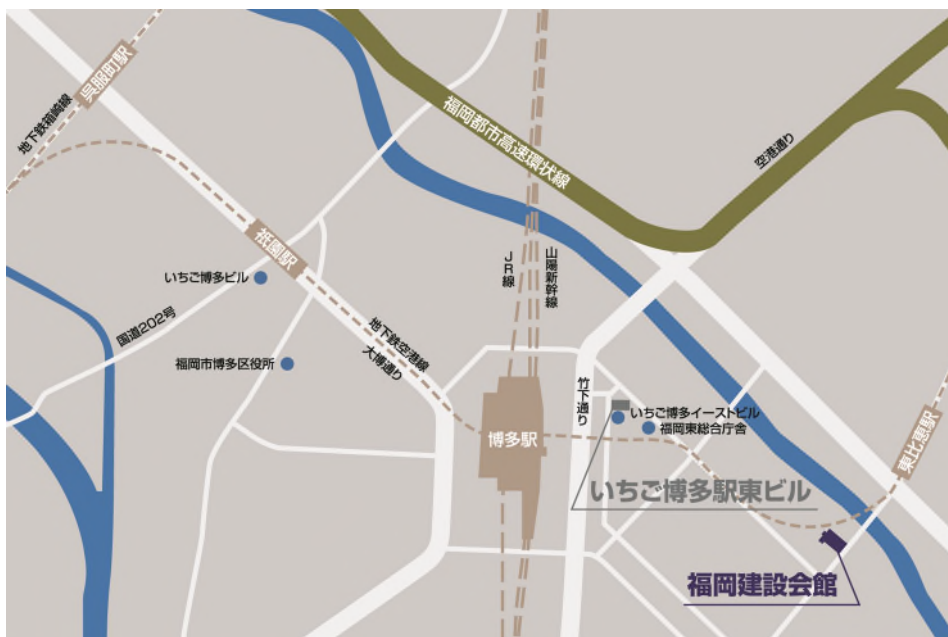 呉服町駅
地下鉄箱崎線
福岡都市高速環状線
空港通り
祇園駅
いちご博多ビル
国道202号
福岡市博多区役所
地下鉄空港線
大博通り
JR線
山陽新幹線
竹下通り
博多駅
いちご博多イーストビル
福岡東総合庁舎
東比恵駅
いちご博多駅東ビル
福岡建設会館